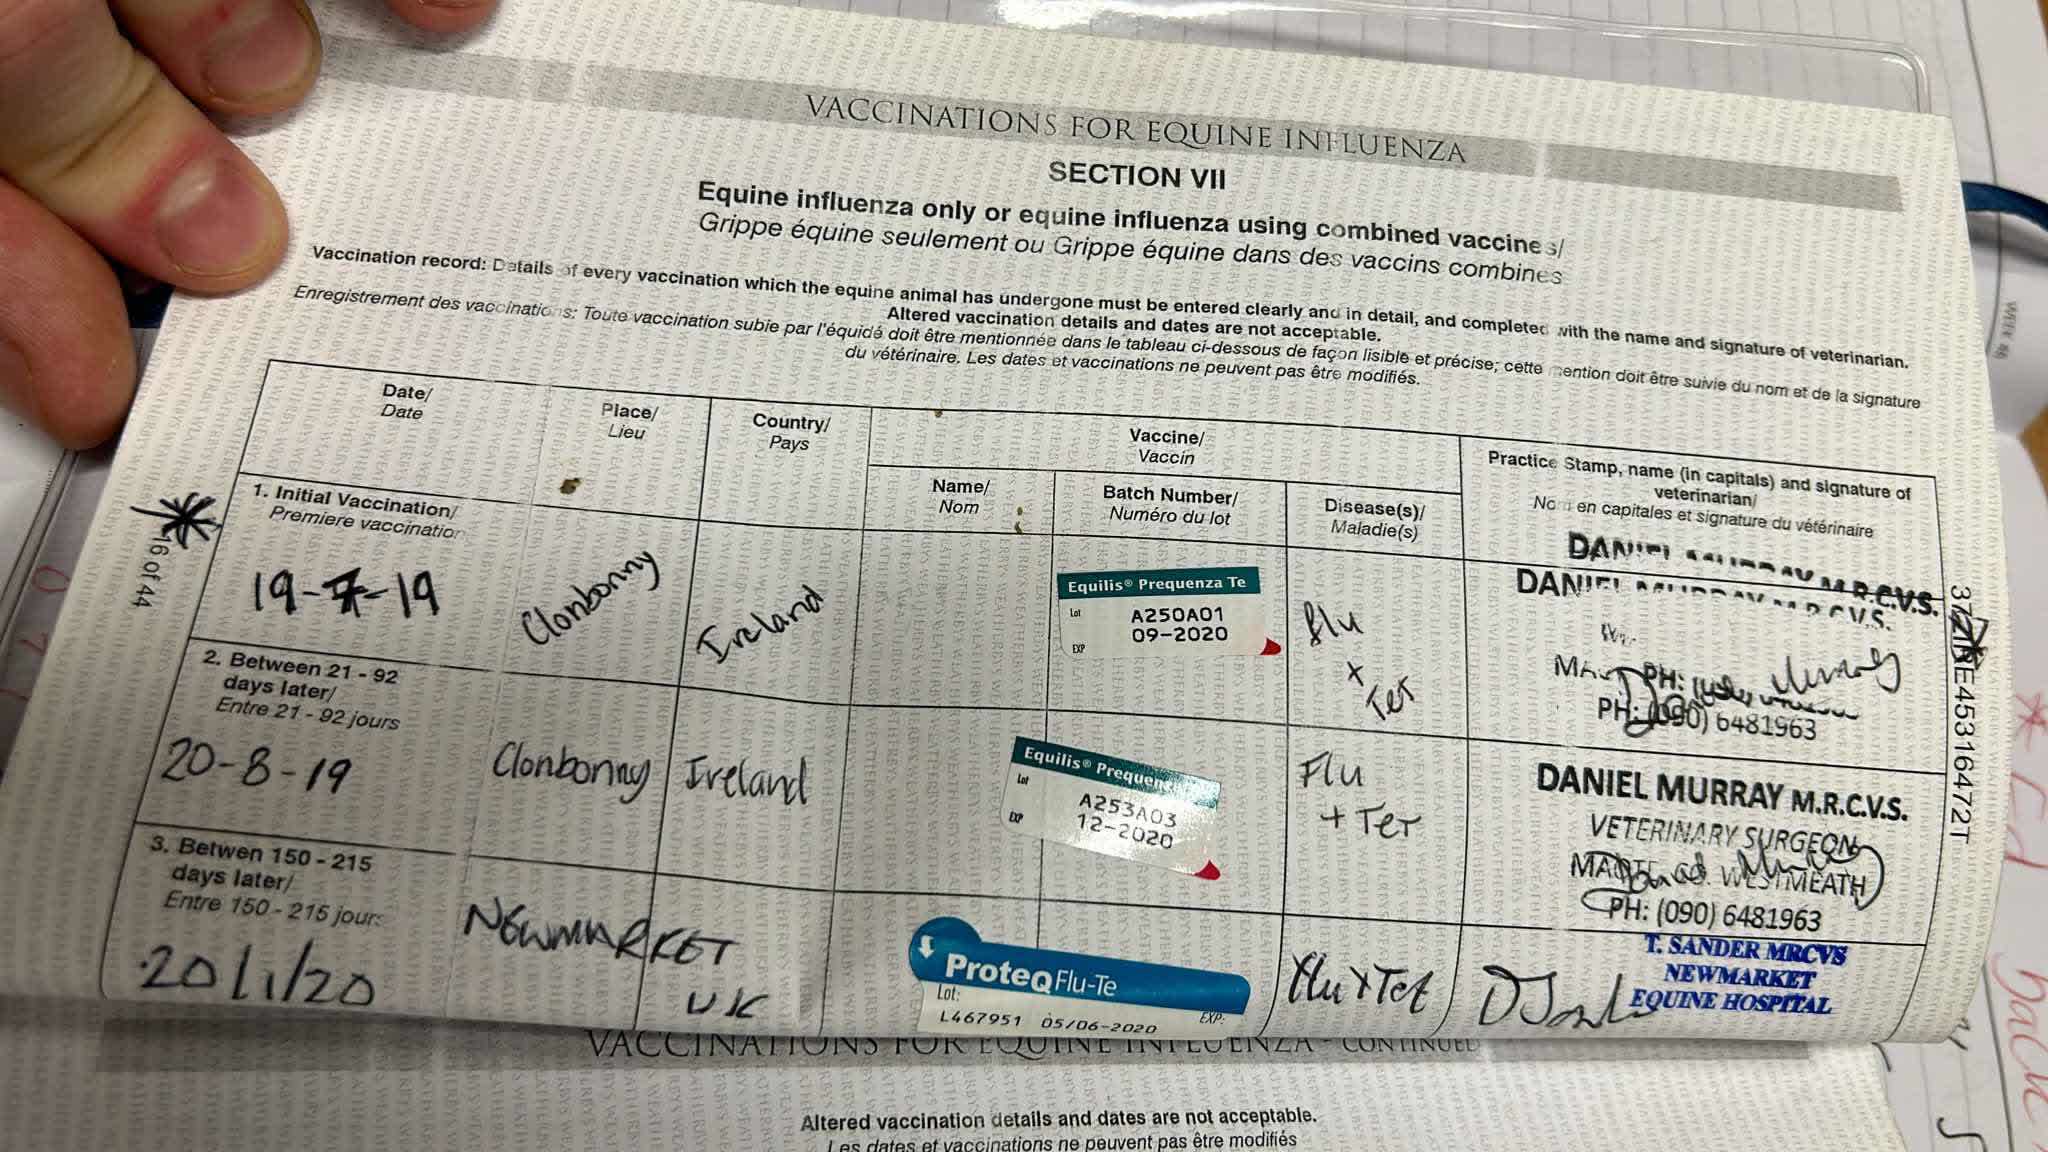 VACCINATIONS FOR EQUINE INFLUENZA
SECTION VII
Equine influenza only or equine influenza using combined vaccines/
Grippe équine seulement ou Grippe équine dans des vaccins combines
Vaccination record: Details of every vaccination which the equine animal has undergone must be entered clearly and in detail, and completed with the name and signature of veterinarian.
Altered vaccination details and dates are not acceptable.
Enregistrement des vaccinations: Toute vaccination subie par l'équidé doit être mentionnée dans le tableau ci-dessous de façon lisible et précise; cette mention doit être suivie du nom et de la signature
du vétérinaire. Les dates et vaccinations ne peuvent pas être modifiés.
Date/
Date
Place/
Lieu
Country/
Pays
Vaccine/
Vaccin
Name/
Nom
Batch Number/
Numéro du lot
Disease(s)/
Maladie(s)
Practice Stamp, name (in capitals) and signature of
veterinarian/
Nom en capitales et signature du vétérinaire
1. Initial Vaccination/
Premiere vaccination
19-7-19
Clonbonny
Ireland
Equilis® Prequenza Te
Lot
A250A01
09-2020
EXP
Flu
+
Tet
DANIEL MURRAY M.R.C.V.S.
DANIEL MURRAY M.R.C.V.S.
PH:
PH: (090) 6481963
2. Between 21 - 92
days later/
Entre 21 - 92 jours
20-8-19
Clonbonny
Ireland
Equilis® Prequen
Lot
A253A03
12-2020
EXP
Flu
+ Tet
DANIEL MURRAY M.R.C.V.S.
VETERINARY SURGEON
WESTMEATH
PH: (090) 6481963
3. Betwen 150 - 215
days later/
Entre 150 - 215 jours
20/1/20
NEWMARKET
UK
ProteqFlu-Te
Lot:
L467951 05/06-2020 EXP:
Flu + Tet
T. SANDER MRCVS
NEWMARKET
EQUINE HOSPITAL
16 of 44
VACCINATIONS FOR EQUINE INFLUENZA - CONTINUED
Altered vaccination details and dates are not acceptable.
Les dates et vaccinations ne peuvent pas être modifiés